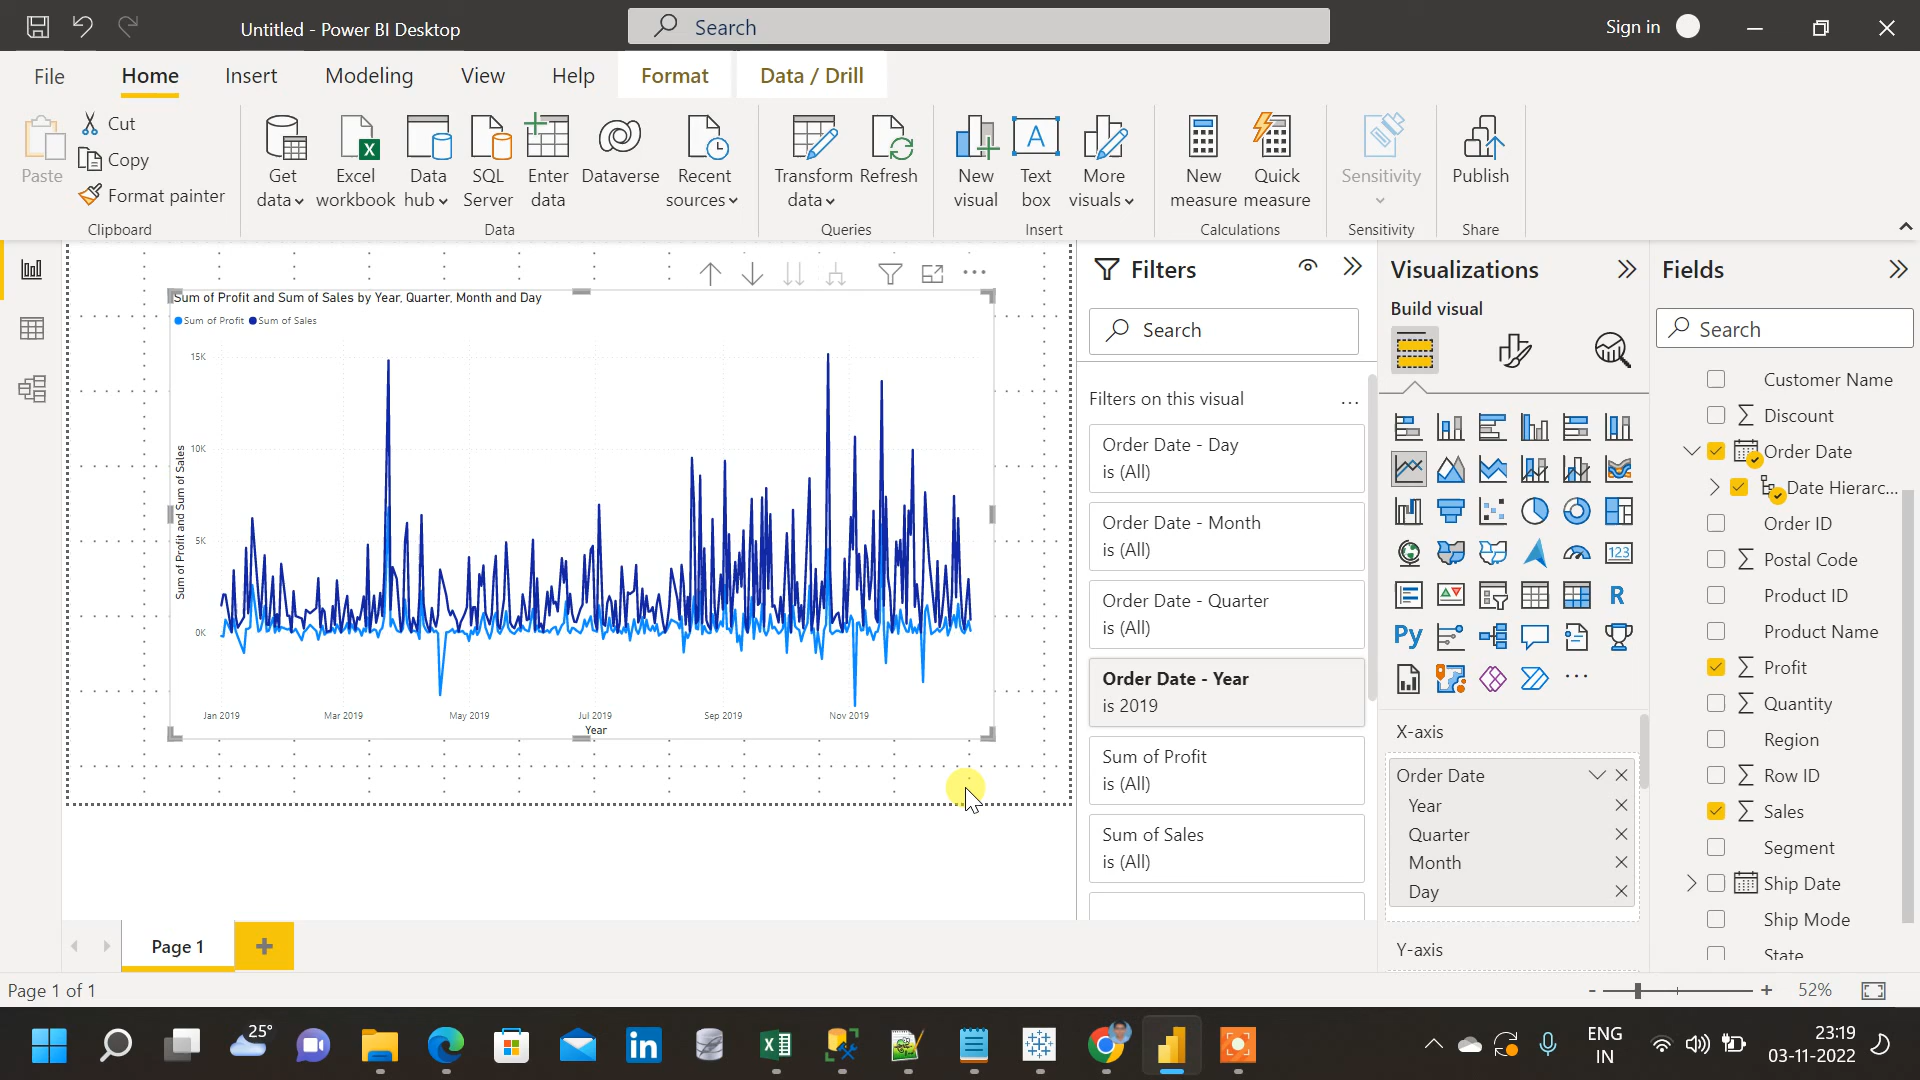 Untitled - Power BI Desktop
Search
Sign in
File
Home
Insert
Modeling
View
Help
Format
Data / Drill
Paste
Cut
Copy
Format painter
Clipboard
Get data
Excel workbook
Data hub
SQL Server
Enter data
Dataverse
Recent sources
Data
Transform data
Refresh
Queries
New visual
Text box
More visuals
Insert
New measure
Quick measure
Calculations
Sensitivity
Sensitivity
Publish
Share
Sum of Profit and Sum of Sales by Year, Quarter, Month and Day
Sum of Profit
Sum of Sales
Sum of Profit and Sum of Sales
15K
10K
5K
0K
Jan 2019
Mar 2019
May 2019
Jul 2019
Sep 2019
Nov 2019
Year
Filters
Search
Filters on this visual
Order Date - Day
is (All)
Order Date - Month
is (All)
Order Date - Quarter
is (All)
Order Date - Year
is 2019
Sum of Profit
is (All)
Sum of Sales
is (All)
Visualizations
Build visual
123
R
Py
X-axis
Order Date
Year
Quarter
Month
Day
Y-axis
Fields
Search
Customer Name
Discount
Order Date
Date Hierarc...
Order ID
Postal Code
Product ID
Product Name
Profit
Quantity
Region
Row ID
Sales
Segment
Ship Date
Ship Mode
State
Page 1
Page 1 of 1
52%
25°
ENG
IN
23:19
03-11-2022